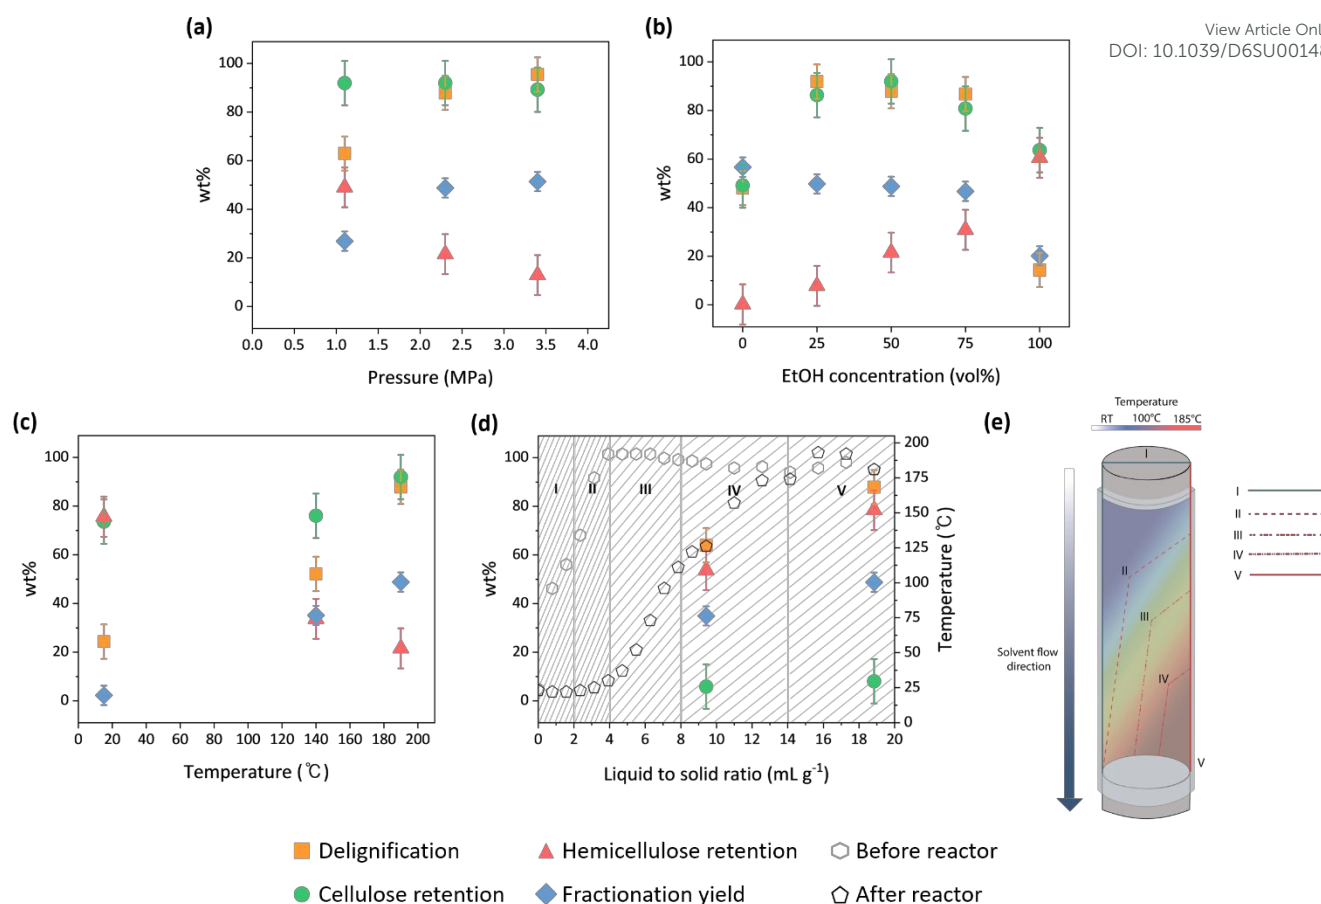 View Article Onl
DOI: 10.1039/D6SU00148
(a)
100
80
60
40
20
0
wt%
0.0 0.5 1.0 1.5 2.0 2.5 3.0 3.5 4.0
Pressure (MPa)
(b)
100
80
60
40
20
0
wt%
0 25 50 75 100
EtOH concentration (vol%)
(c)
100
80
60
40
20
0
wt%
0 20 40 60 80 100 120 140 160 180 200
Temperature (℃)
(d)
100
80
60
40
20
0
wt%
I II III IV V
200
175
150
125
100
75
50
25
0
Temperature (℃)
0 2 4 6 8 10 12 14 16 18 20
Liquid to solid ratio (mL g⁻¹)
(e)
Temperature
RT 100°C 185°C
I
II
III
IV
V
Solvent flow
direction
I
II
III
IV
V
Delignification
Hemicellulose retention
Before reactor
Cellulose retention
Fractionation yield
After reactor